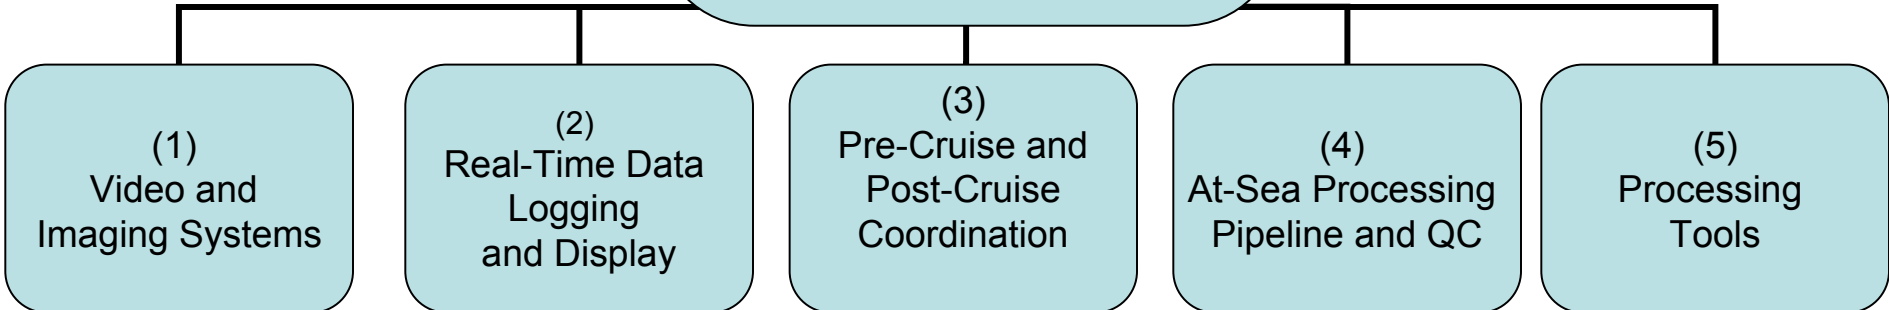 (1)
Video and
Imaging Systems
(2)
Real-Time Data
Logging
and Display
(3)
Pre-Cruise and
Post-Cruise
Coordination
(4)
At-Sea Processing
Pipeline and QC
(5)
Processing
Tools